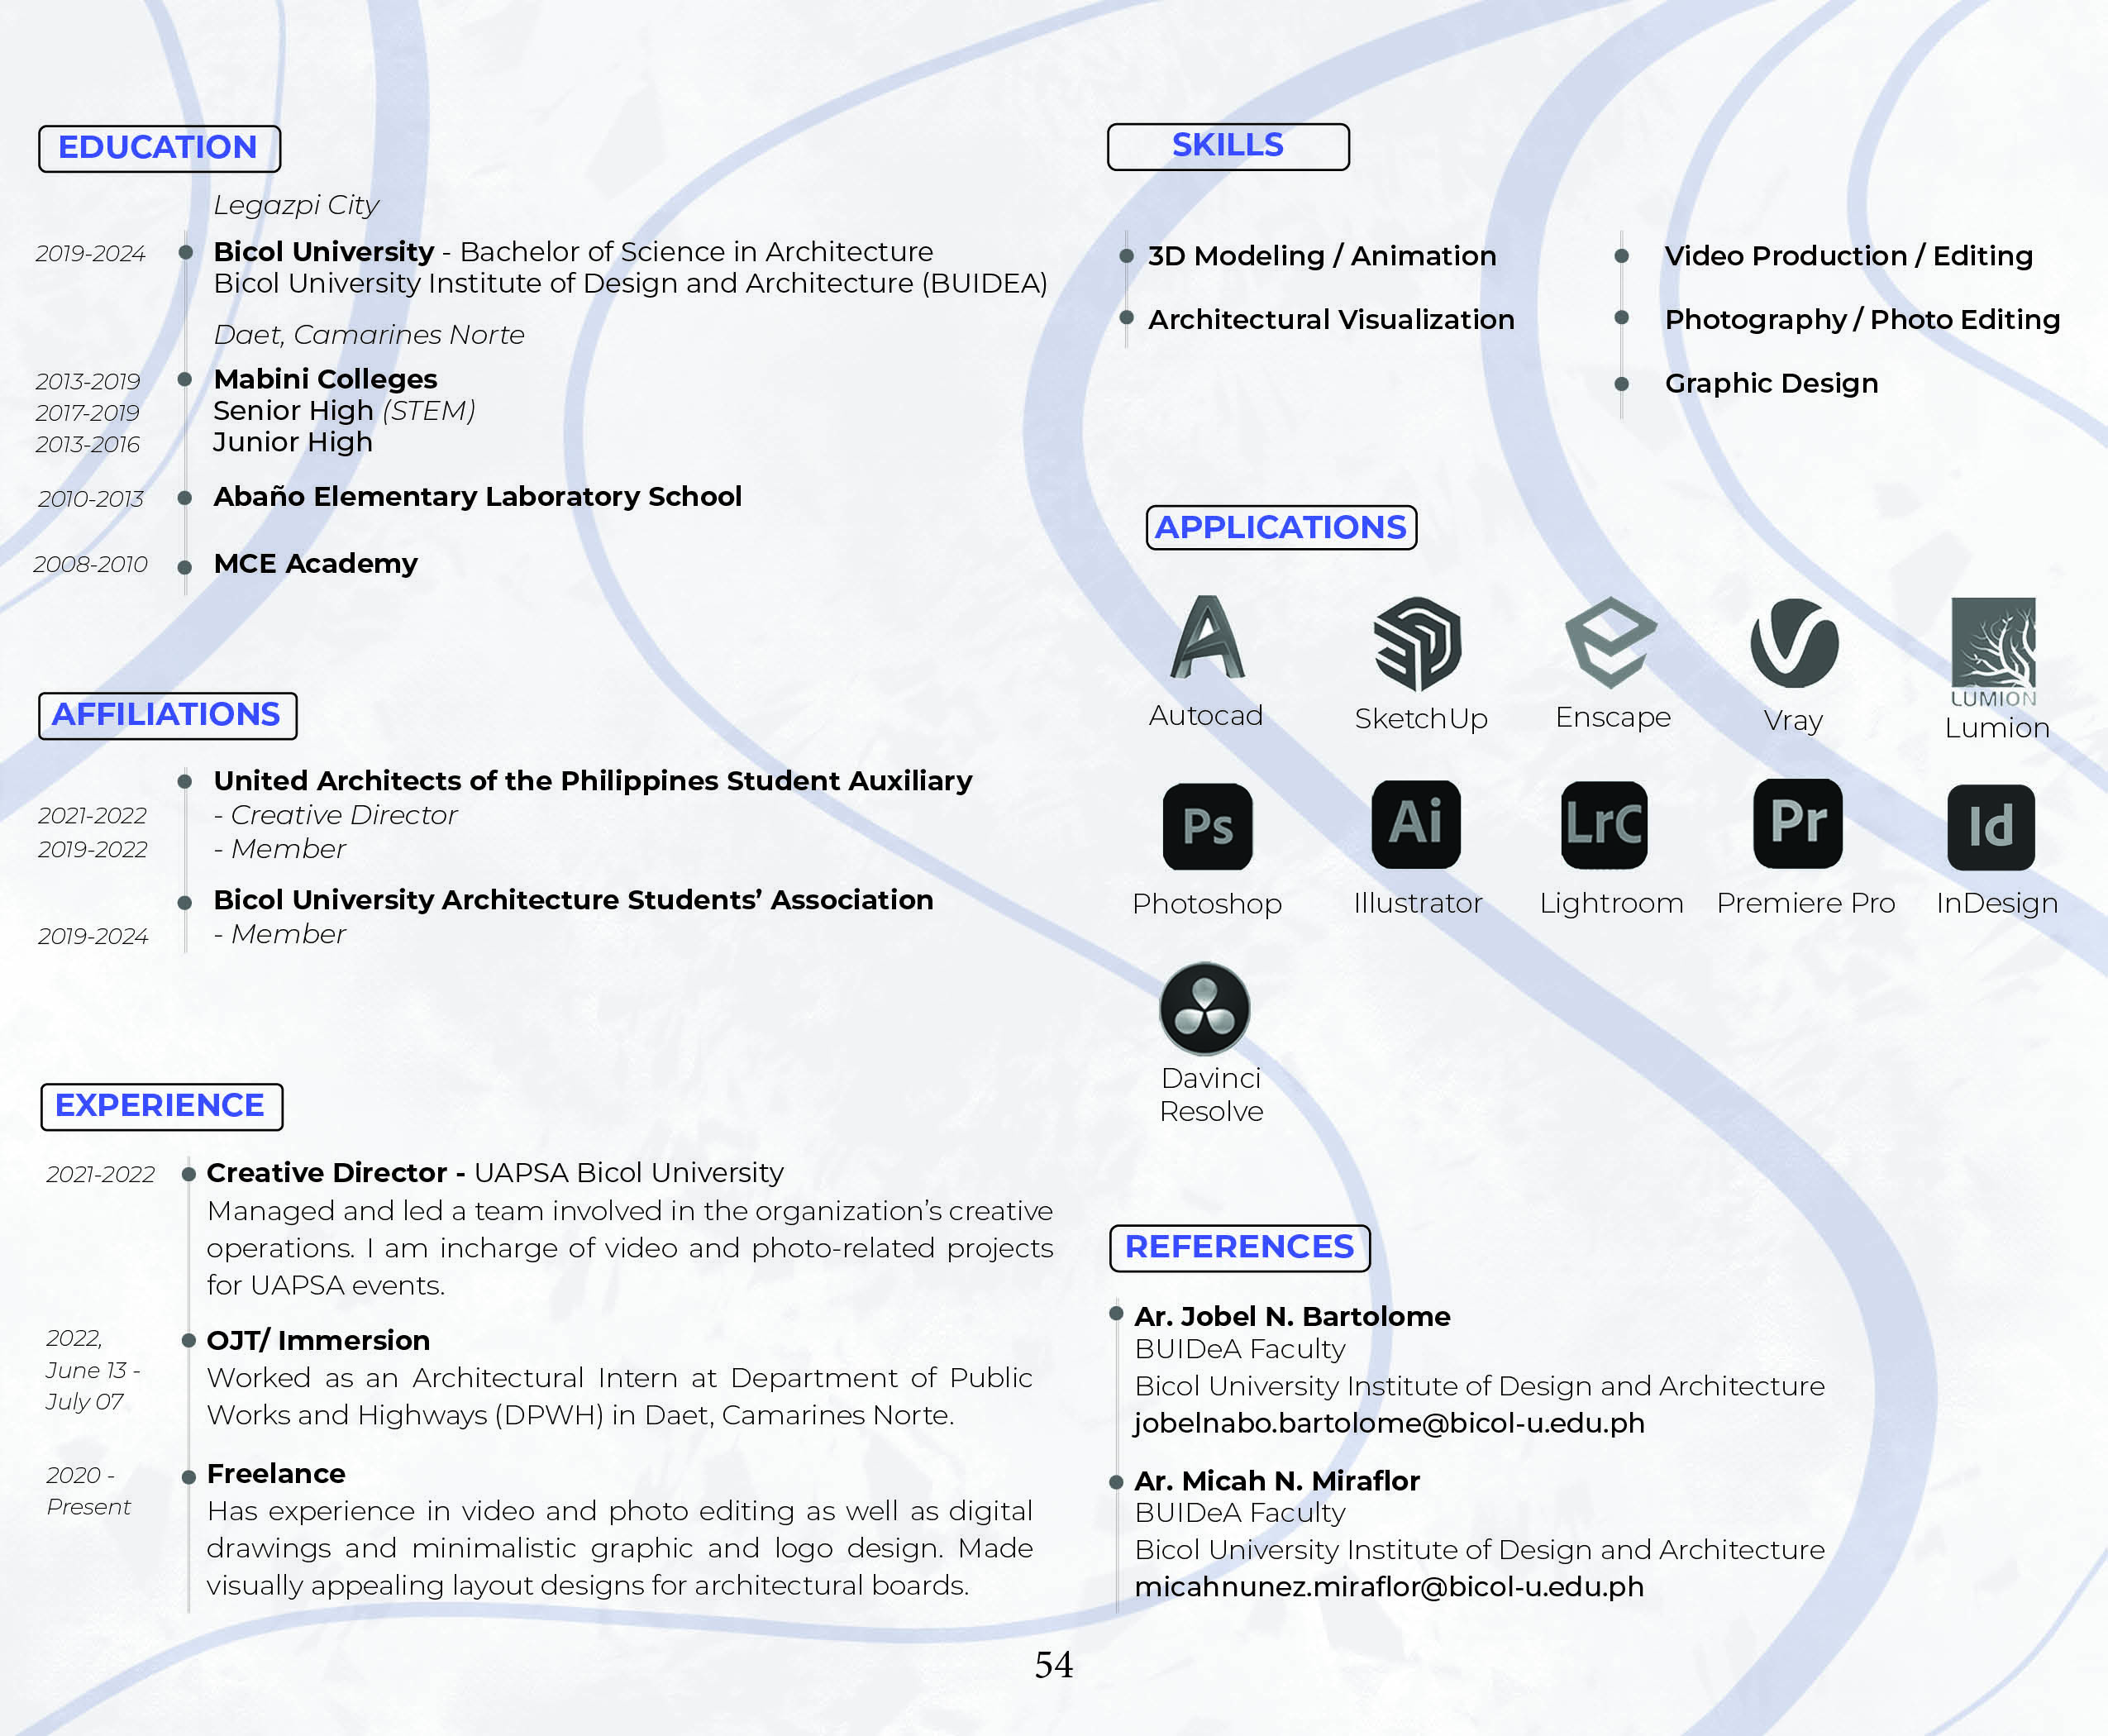 EDUCATION
Legazpi City
2019-2024
Bicol University - Bachelor of Science in Architecture
Bicol University Institute of Design and Architecture (BUIDEA)
Daet, Camarines Norte
2013-2019
Mabini Colleges
2017-2019
Senior High (STEM)
2013-2016
Junior High
2010-2013
Abaño Elementary Laboratory School
2008-2010
MCE Academy
AFFILIATIONS
United Architects of the Philippines Student Auxiliary
2021-2022
- Creative Director
2019-2022
- Member
Bicol University Architecture Students’ Association
2019-2024
- Member
EXPERIENCE
2021-2022
Creative Director - UAPSA Bicol University
Managed and led a team involved in the organization’s creative
operations. I am incharge of video and photo-related projects
for UAPSA events.
2022,
June 13 -
July 07
OJT/ Immersion
Worked as an Architectural Intern at Department of Public
Works and Highways (DPWH) in Daet, Camarines Norte.
2020 -
Present
Freelance
Has experience in video and photo editing as well as digital
drawings and minimalistic graphic and logo design. Made
visually appealing layout designs for architectural boards.
SKILLS
3D Modeling / Animation
Architectural Visualization
Video Production / Editing
Photography / Photo Editing
Graphic Design
APPLICATIONS
Autocad
SketchUp
Enscape
Vray
LUMION
Lumion
Ps
Ai
LrC
Pr
Id
Photoshop
Illustrator
Lightroom
Premiere Pro
InDesign
Davinci
Resolve
REFERENCES
Ar. Jobel N. Bartolome
BUIDeA Faculty
Bicol University Institute of Design and Architecture
jobelnabo.bartolome@bicol-u.edu.ph
Ar. Micah N. Miraflor
BUIDeA Faculty
Bicol University Institute of Design and Architecture
micahnunez.miraflor@bicol-u.edu.ph
54